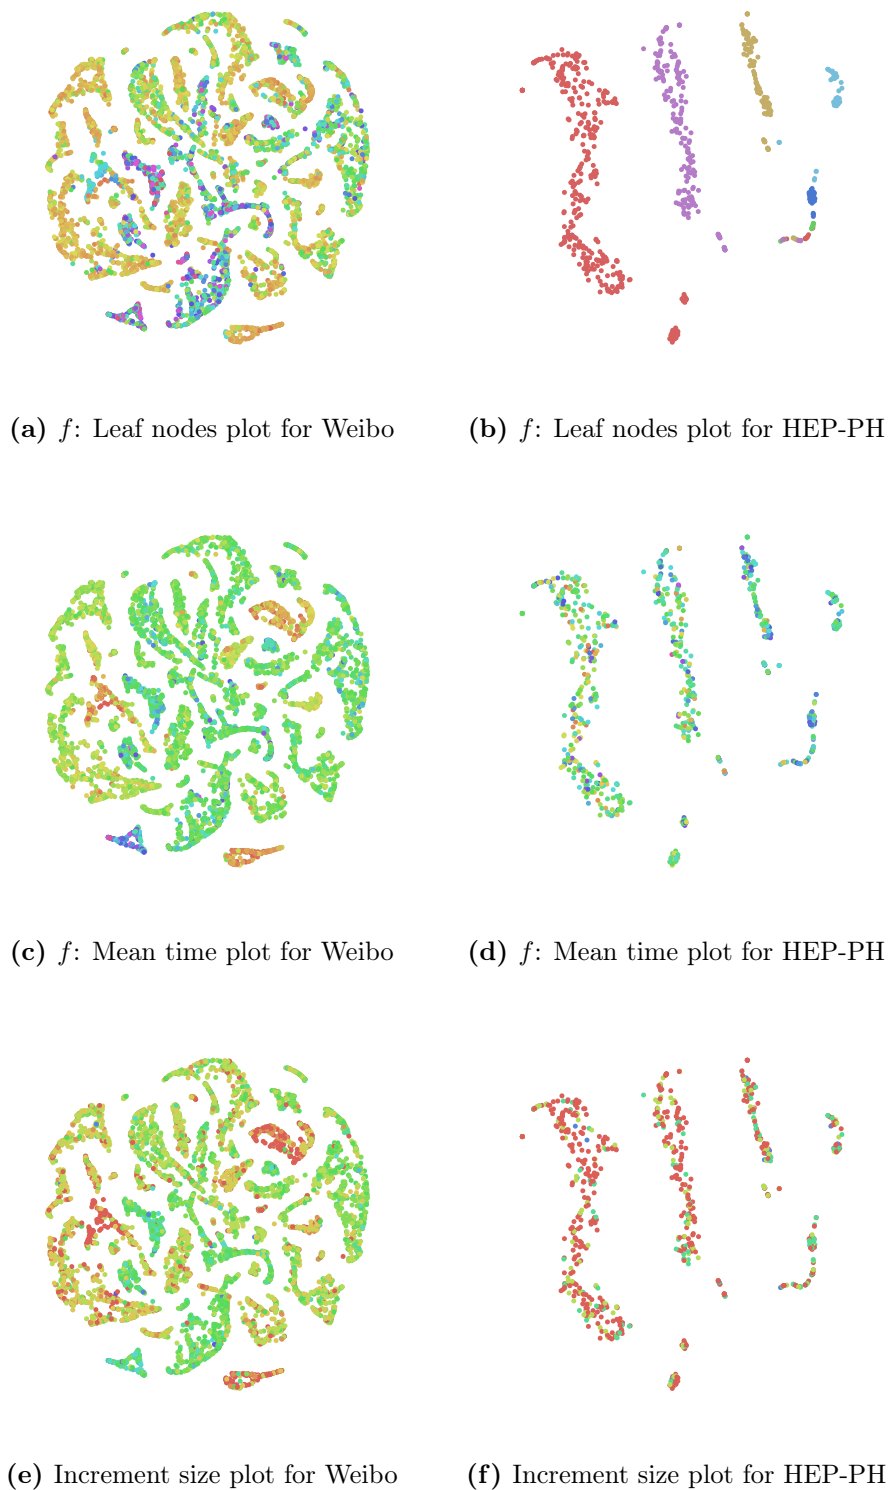 (a) f: Leaf nodes plot for Weibo
(b) f: Leaf nodes plot for HEP-PH
(c) f: Mean time plot for Weibo
(d) f: Mean time plot for HEP-PH
(e) Increment size plot for Weibo
(f) Increment size plot for HEP-PH